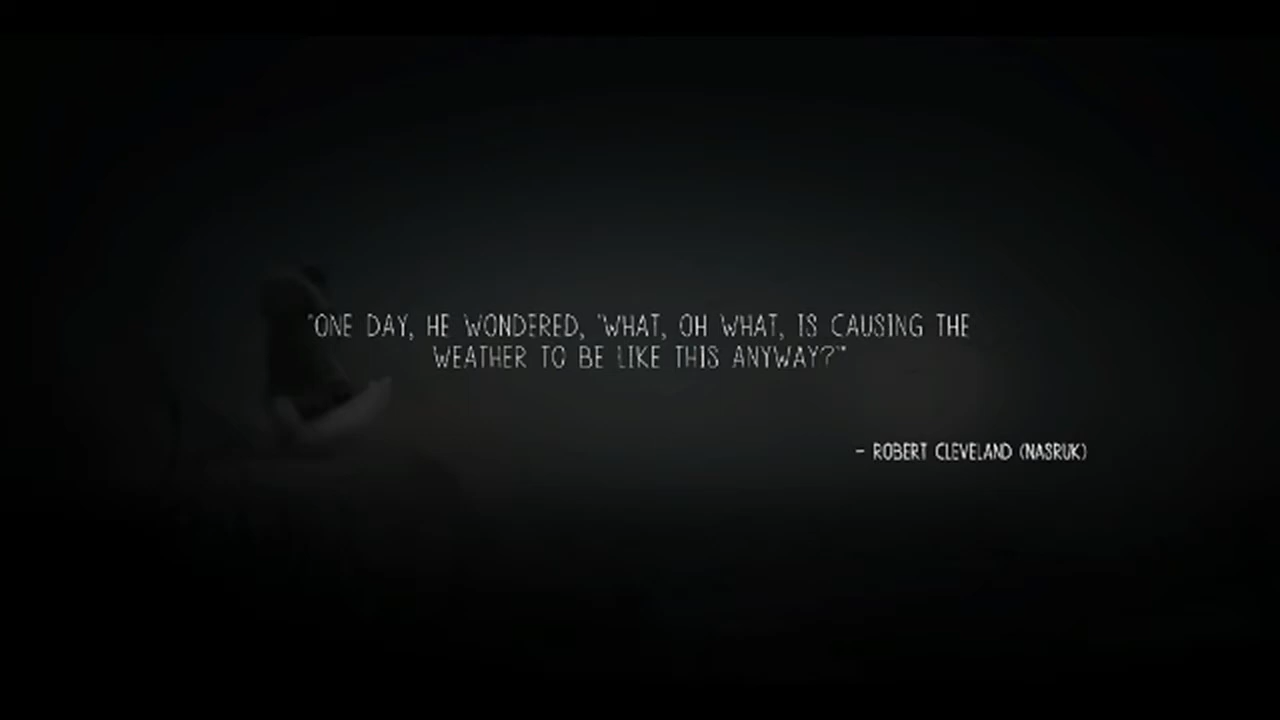 "ONE DAY, HE WONDERED, 'WHAT, OH WHAT, IS CAUSING THE
WEATHER TO BE LIKE THIS ANYWAY?'"
- ROBERT CLEVELAND (NASRUK)